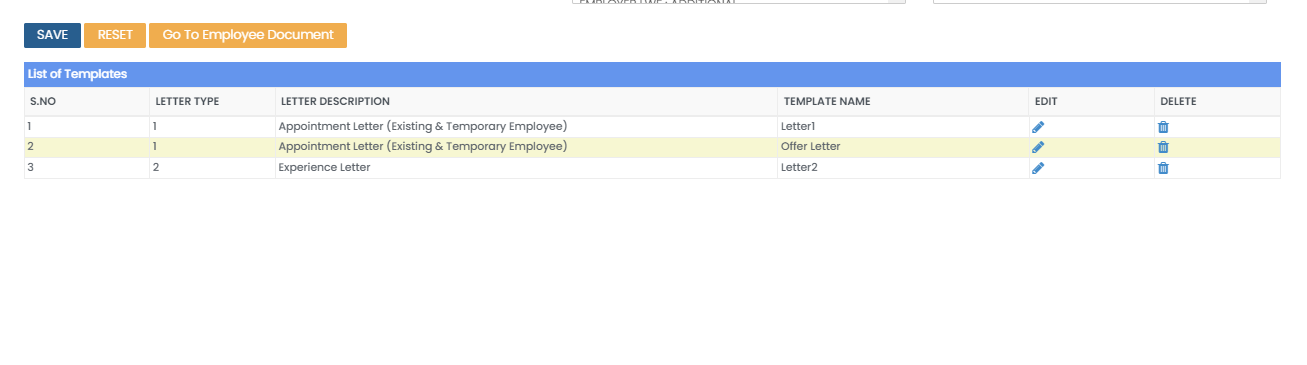 SAVE RESET Go To Employee Document
List of Templates
S.NO LETTER TYPE LETTER DESCRIPTION TEMPLATE NAME EDIT DELETE
1 1 Appointment Letter (Existing & Temporary Employee) Letter1
2 1 Appointment Letter (Existing & Temporary Employee) Offer Letter
3 2 Experience Letter Letter2